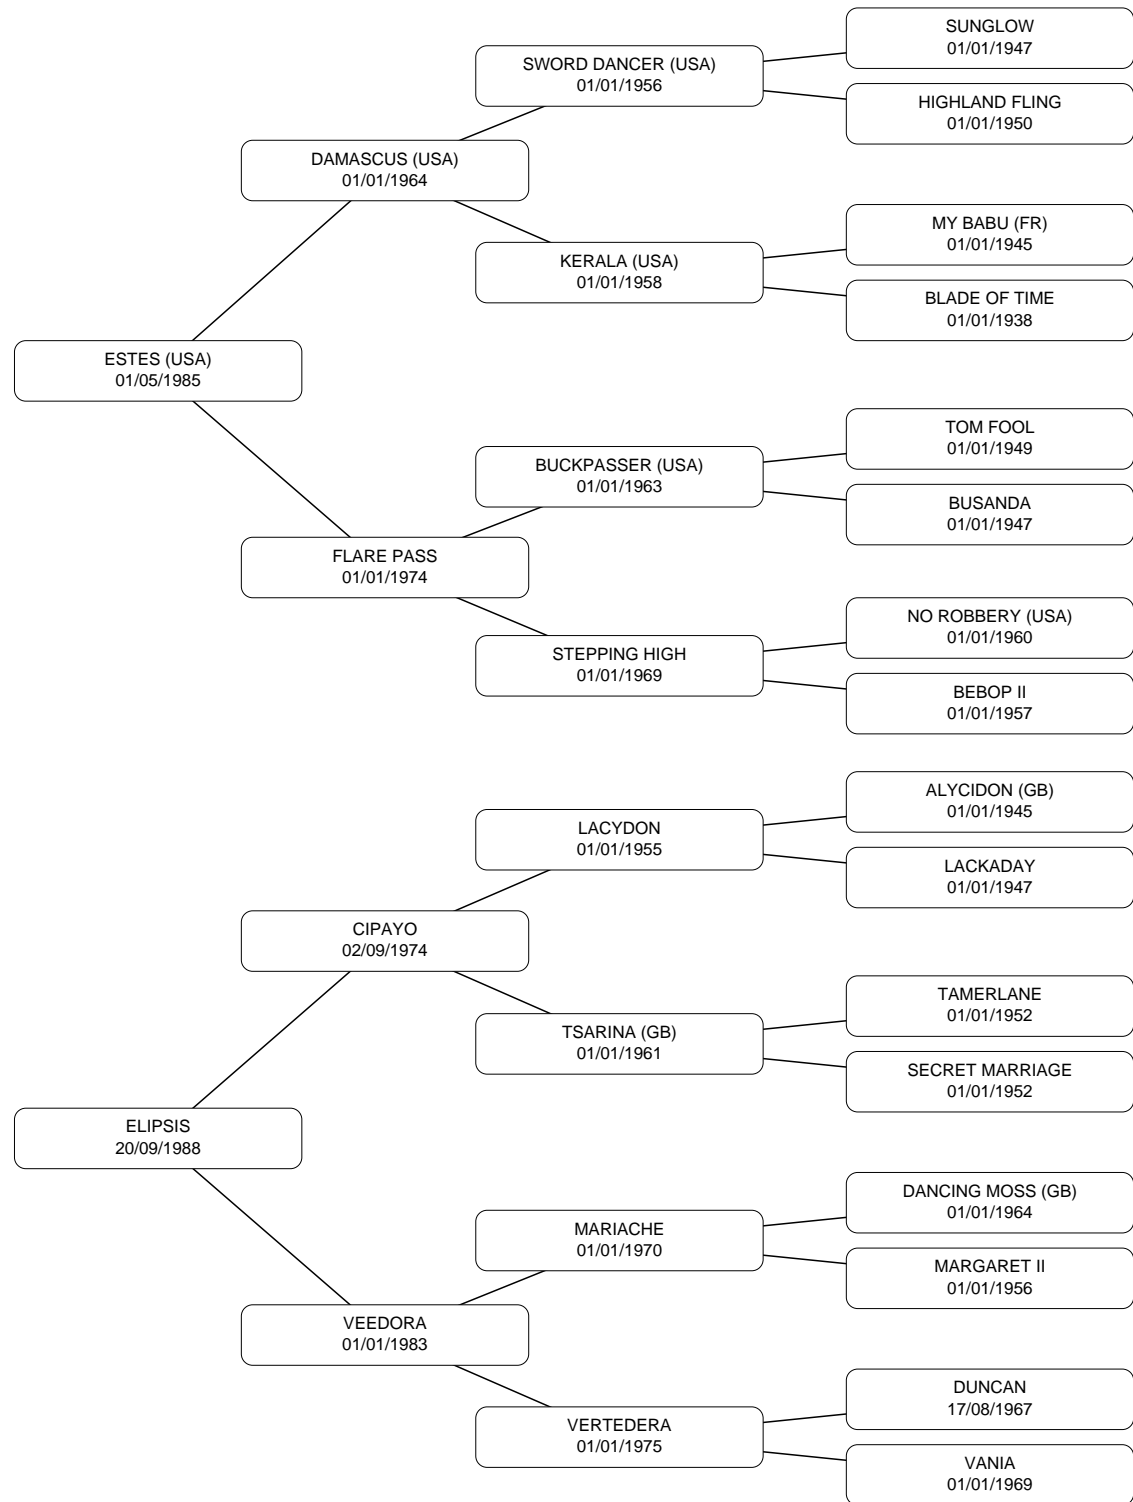 SUNGLOW
01/01/1947
SWORD DANCER (USA)
01/01/1956
HIGHLAND FLING
01/01/1950
DAMASCUS (USA)
01/01/1964
MY BABU (FR)
01/01/1945
KERALA (USA)
01/01/1958
BLADE OF TIME
01/01/1938
ESTES (USA)
01/05/1985
TOM FOOL
01/01/1949
BUCKPASSER (USA)
01/01/1963
BUSANDA
01/01/1947
FLARE PASS
01/01/1974
NO ROBBERY (USA)
01/01/1960
STEPPING HIGH
01/01/1969
BEBOP II
01/01/1957
ALYCIDON (GB)
01/01/1945
LACYDON
01/01/1955
LACKADAY
01/01/1947
CIPAYO
02/09/1974
TAMERLANE
01/01/1952
TSARINA (GB)
01/01/1961
SECRET MARRIAGE
01/01/1952
ELIPSIS
20/09/1988
DANCING MOSS (GB)
01/01/1964
MARIACHE
01/01/1970
MARGARET II
01/01/1956
VEEDORA
01/01/1983
DUNCAN
17/08/1967
VERTEDERA
01/01/1975
VANIA
01/01/1969